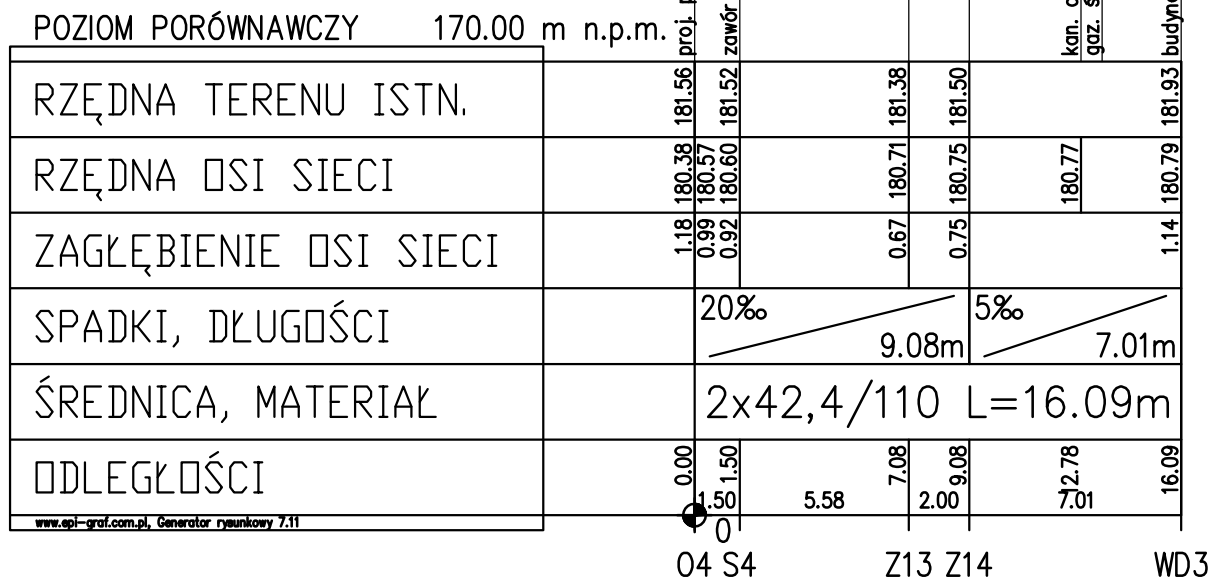 POZIOM PORÓWNAWCZY 170.00 m n.p.m.
zawór
kan.
gaz.
RZĘDNA TERENU ISTN. 181.56 181.52 181.38 181.50 181.93
RZĘDNA OSI SIECI 180.38 180.57 180.60 180.71 180.75 180.77 180.79
ZAGŁĘBIENIE OSI SIECI 1.18 0.99 0.92 0.67 0.75 1.14
SPADKI, DŁUGOŚCI 20‰ 9.08m 5‰ 7.01m
ŚREDNICA, MATERIAŁ 2x42,4/110 L=16.09m
ODLEGŁOŚCI 0.00 1.50 7.08 9.08 12.78 16.09
1.50 5.58 2.00 7.01
www.epi-graf.com.pl, Generator rysunkowy 7.11
0
04 S4 Z13 Z14 WD3